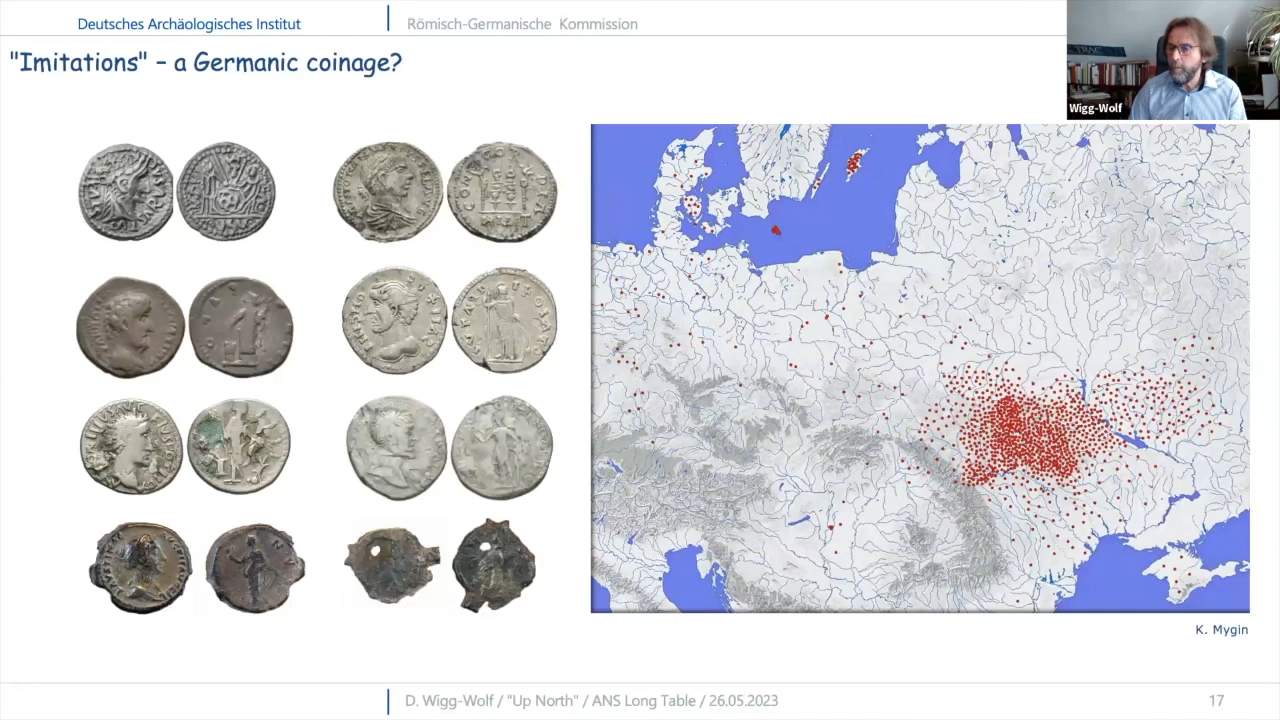 Deutsches Archäologisches Institut
Römisch-Germanische Kommission
"Imitations" – a Germanic coinage?
TRAC
Wigg-Wolf
K. Mygin
D. Wigg-Wolf / "Up North" / ANS Long Table / 26.05.2023
17